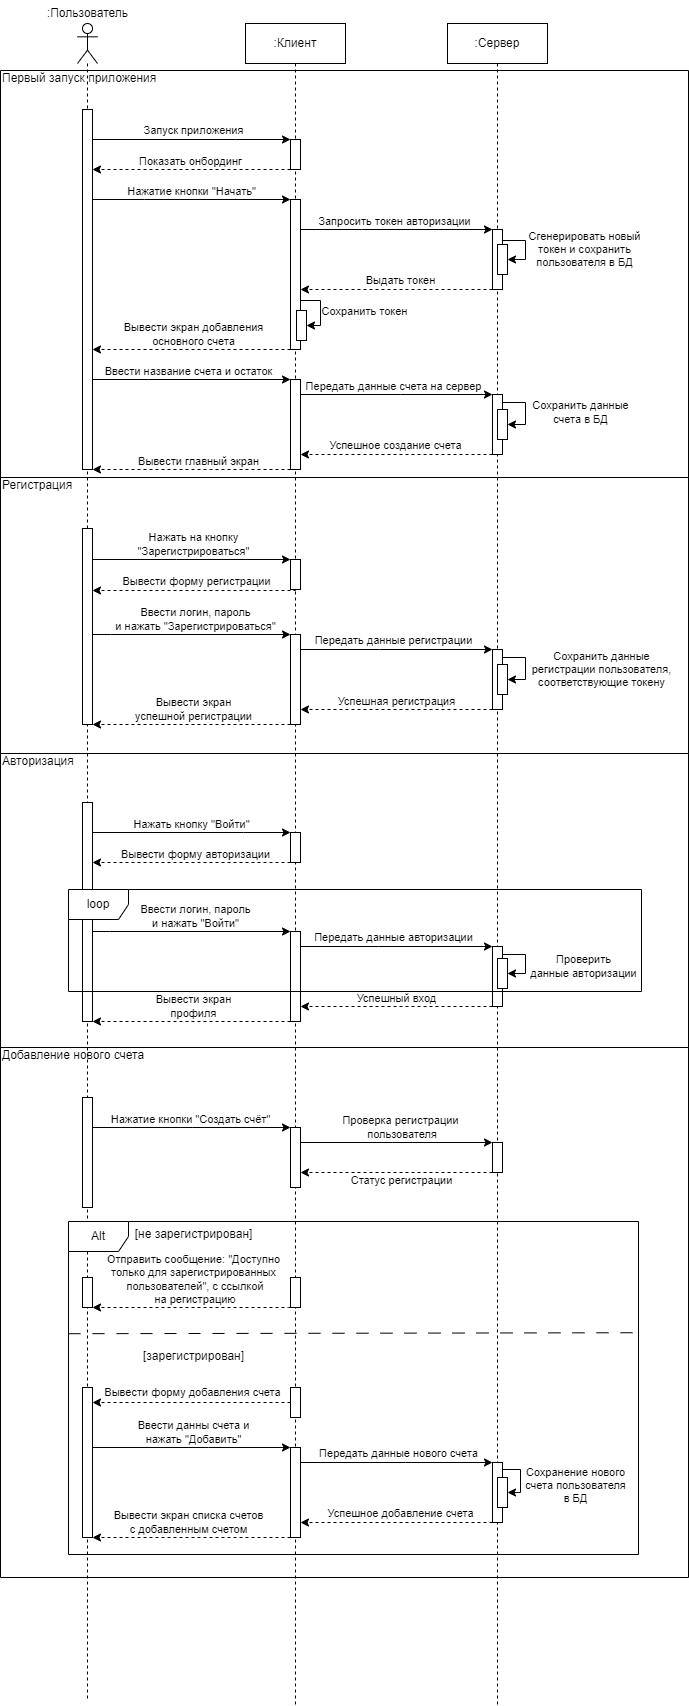 :Пользователь
:Клиент
:Сервер
Первый запуск приложения
Запуск приложения
Показать онбординг
Нажатие кнопки "Начать"
Запросить токен авторизации
Сгенерировать новый
токен и сохранить
пользователя в БД
Выдать токен
Сохранить токен
Вывести экран добавления
основного счета
Ввести название счета и остаток
Передать данные счета на сервер
Сохранить данные
счета в БД
Успешное создание счета
Вывести главный экран
Регистрация
Нажать на кнопку
"Зарегистрироваться"
Вывести форму регистрации
Ввести логин, пароль
и нажать "Зарегистрироваться"
Передать данные регистрации
Сохранить данные
регистрации пользователя,
соответствующие токену
Успешная регистрация
Вывести экран
успешной регистрации
Авторизация
Нажать кнопку "Войти"
Вывести форму авторизации
loop
Ввести логин, пароль
и нажать "Войти"
Передать данные авторизации
Проверить
данные авторизации
Успешный вход
Вывести экран
профиля
Добавление нового счета
Нажатие кнопки "Создать счёт"
Проверка регистрации
пользователя
Статус регистрации
Alt
[не зарегистрирован]
Отправить сообщение: "Доступно
только для зарегистрированных
пользователей", с ссылкой
на регистрацию
[зарегистрирован]
Вывести форму добавления счета
Ввести данны счета и
нажать "Добавить"
Передать данные нового счета
Сохранение нового
счета пользователя
в БД
Успешное добавление счета
Вывести экран списка счетов
с добавленным счетом